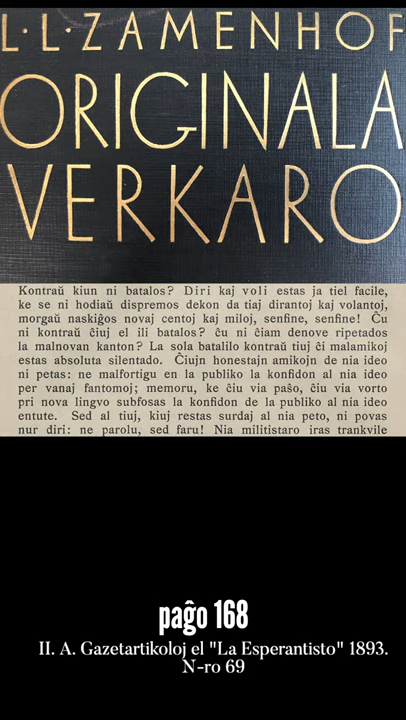 L·L·ZAMENHOF
ORIGINALA
VERKARO
Kontraŭ kiun ni batalos? Diri kaj voli estas ja tiel facile,
ke se ni hodiaŭ dispremos dekon da tiaj dirantoj kaj volantoj,
morgaŭ naskiĝos novaj centoj kaj miloj, senfine, senfine! Ĉu
ni kontraŭ ĉiuj el ili batalos? ĉu ni ĉiam denove ripetados
la malnovan kanton? La sola batalilo kontraŭ tiuj ĉi malamikoj
estas absoluta silentado. Ĉiujn honestajn amikojn de nia ideo
ni petas: ne malfortigu en la publiko la konfidon al nia ideo
per vanaj fantomoj; memoru, ke ĉiu via paŝo, ĉiu via vorto
pri nova lingvo subfosas la konfidon de la publiko al nia ideo
entute. Sed al tiuj, kiuj restas surdaj al nia peto, ni povas
nur diri: ne parolu, sed faru! Nia militistaro iras trankvile
paĝo 168
II. A. Gazetartikoloj el "La Esperantisto" 1893.
N-ro 69